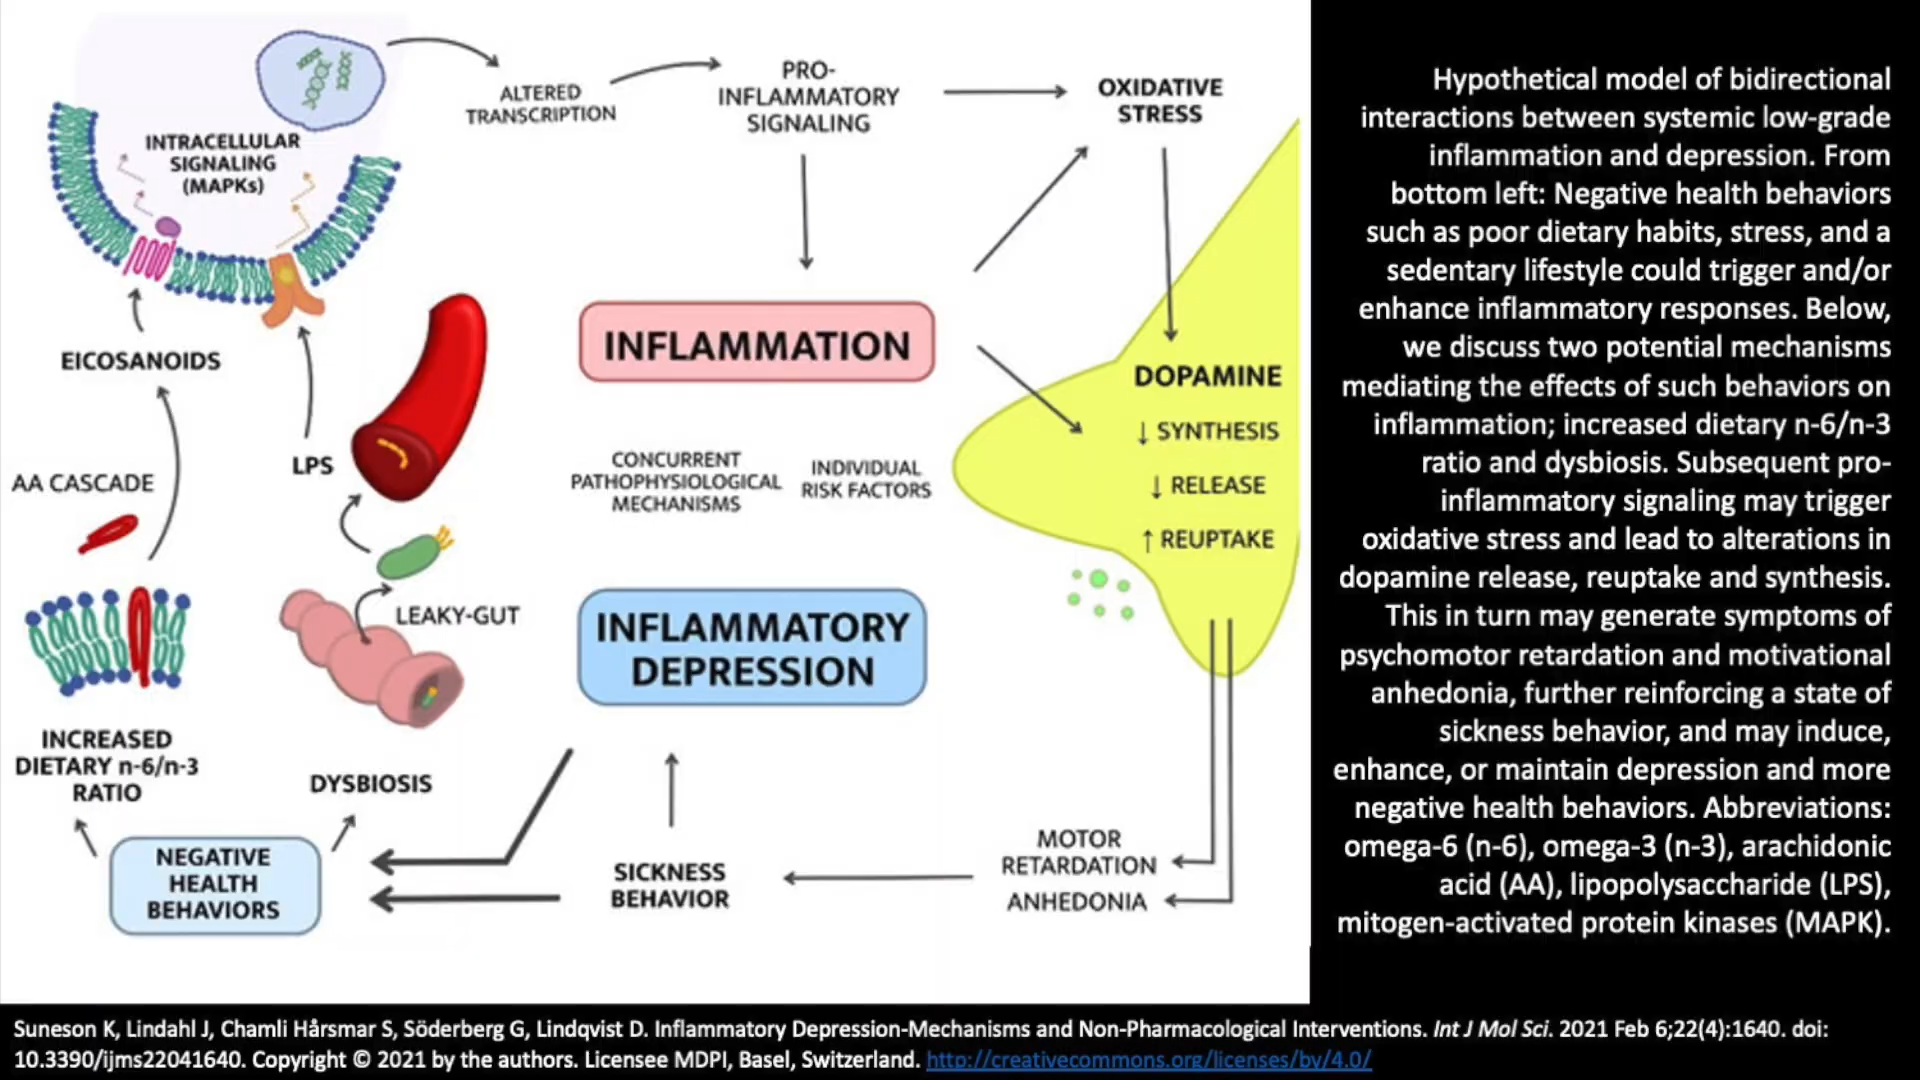 INTRACELLULAR
SIGNALING
(MAPKs)
ALTERED
TRANSCRIPTION
PRO-
INFLAMMATORY
SIGNALING
OXIDATIVE
STRESS
EICOSANOIDS
AA CASCADE
LPS
LEAKY-GUT
INCREASED
DIETARY n-6/n-3
RATIO
DYSBIOSIS
NEGATIVE
HEALTH
BEHAVIORS
INFLAMMATION
CONCURRENT
PATHOPHYSIOLOGICAL
MECHANISMS
INDIVIDUAL
RISK FACTORS
INFLAMMATORY
DEPRESSION
SICKNESS
BEHAVIOR
DOPAMINE
↓ SYNTHESIS
↓ RELEASE
↑ REUPTAKE
MOTOR
RETARDATION
ANHEDONIA
Hypothetical model of bidirectional
interactions between systemic low-grade
inflammation and depression. From
bottom left: Negative health behaviors
such as poor dietary habits, stress, and a
sedentary lifestyle could trigger and/or
enhance inflammatory responses. Below,
we discuss two potential mechanisms
mediating the effects of such behaviors on
inflammation; increased dietary n-6/n-3
ratio and dysbiosis. Subsequent pro-
inflammatory signaling may trigger
oxidative stress and lead to alterations in
dopamine release, reuptake and synthesis.
This in turn may generate symptoms of
psychomotor retardation and motivational
anhedonia, further reinforcing a state of
sickness behavior, and may induce,
enhance, or maintain depression and more
negative health behaviors. Abbreviations:
omega-6 (n-6), omega-3 (n-3), arachidonic
acid (AA), lipopolysaccharide (LPS),
mitogen-activated protein kinases (MAPK).
Suneson K, Lindahl J, Chamli Hårsmar S, Söderberg G, Lindqvist D. Inflammatory Depression-Mechanisms and Non-Pharmacological Interventions. Int J Mol Sci. 2021 Feb 6;22(4):1640. doi:
10.3390/ijms22041640. Copyright © 2021 by the authors. Licensee MDPI, Basel, Switzerland. http://creativecommons.org/licenses/by/4.0/